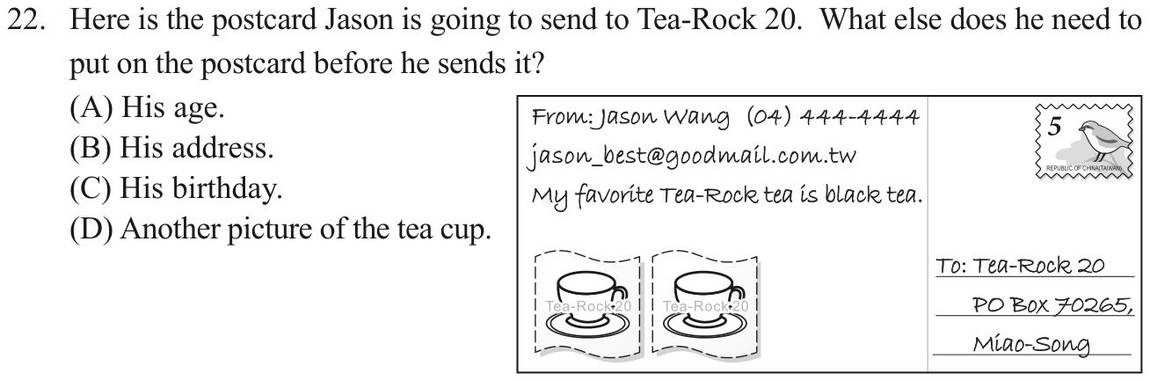 22. Here is the postcard Jason is going to send to Tea-Rock 20. What else does he need to
put on the postcard before he sends it?
(A) His age.
(B) His address.
(C) His birthday.
(D) Another picture of the tea cup.
From: Jason Wang (04) 444-4444
jason_best@goodmail.com.tw
My favorite Tea-Rock tea is black tea.
Tea-Rock 20
Tea-Rock 20
5
REPUBLIC OF CHINA(TAIWAN)
To: Tea-Rock 20
PO Box 70265,
Miao-Song